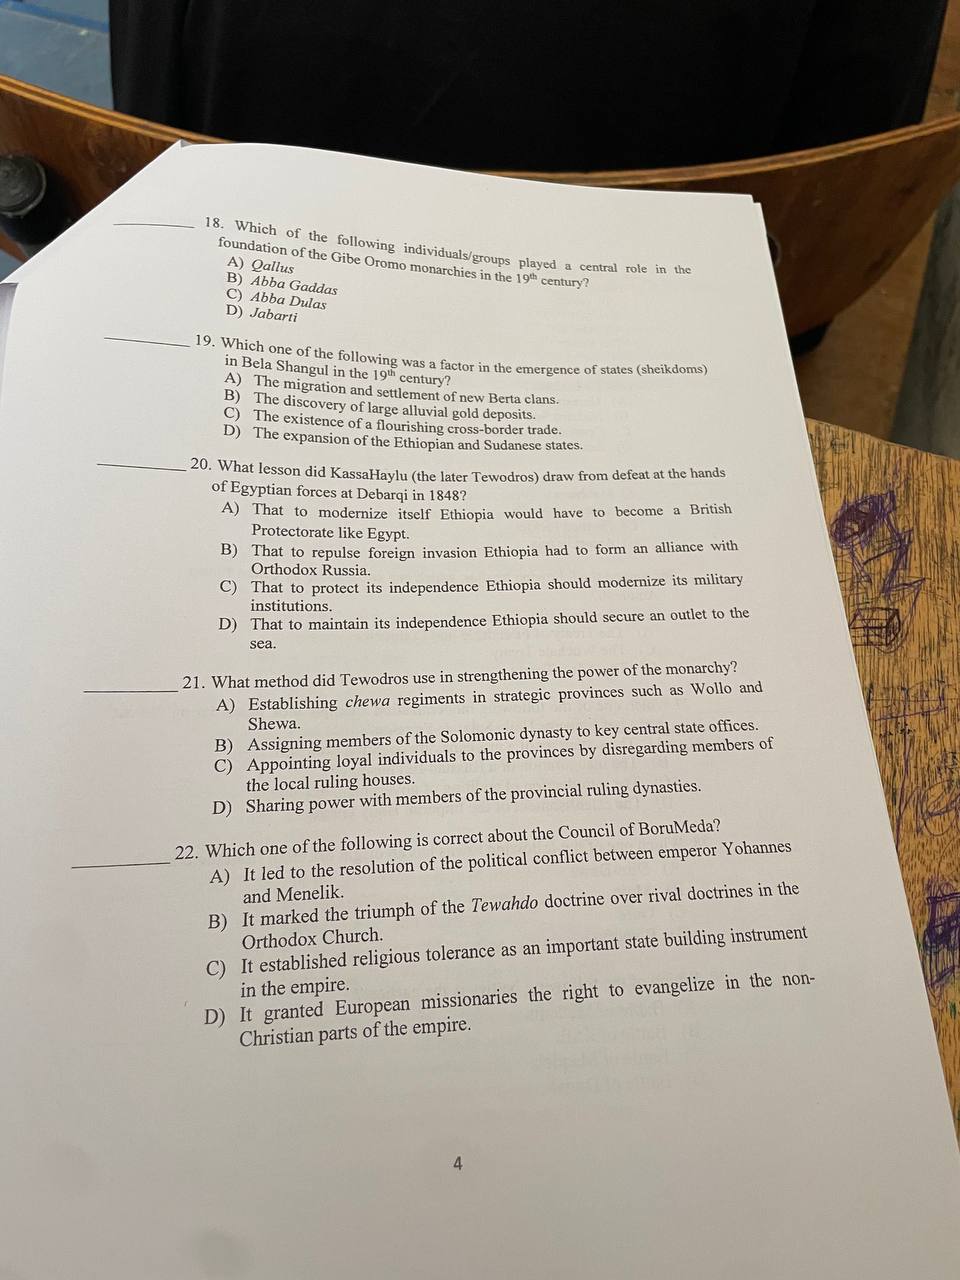 18. Which of the following individuals/groups played a central role in the
foundation of the Gibe Oromo monarchies in the 19th century?
A) Qallus
B) Abba Gaddas
C) Abba Dulas
D) Jabarti
19. Which one of the following was a factor in the emergence of states (sheikdoms)
in Bela Shangul in the 19th century?
A) The migration and settlement of new Berta clans.
B) The discovery of large alluvial gold deposits.
C) The existence of a flourishing cross-border trade.
D) The expansion of the Ethiopian and Sudanese states.
20. What lesson did KassaHaylu (the later Tewodros) draw from defeat at the hands
of Egyptian forces at Debarqi in 1848?
A) That to modernize itself Ethiopia would have to become a British
Protectorate like Egypt.
B) That to repulse foreign invasion Ethiopia had to form an alliance with
Orthodox Russia.
C) That to protect its independence Ethiopia should modernize its military
institutions.
D) That to maintain its independence Ethiopia should secure an outlet to the
sea.
21. What method did Tewodros use in strengthening the power of the monarchy?
A) Establishing chewa regiments in strategic provinces such as Wollo and
Shewa.
B) Assigning members of the Solomonic dynasty to key central state offices.
C) Appointing loyal individuals to the provinces by disregarding members of
the local ruling houses.
D) Sharing power with members of the provincial ruling dynasties.
22. Which one of the following is correct about the Council of BoruMeda?
A) It led to the resolution of the political conflict between emperor Yohannes
and Menelik.
B) It marked the triumph of the Tewahdo doctrine over rival doctrines in the
Orthodox Church.
C) It established religious tolerance as an important state building instrument
in the empire.
D) It granted European missionaries the right to evangelize in the non-
Christian parts of the empire.
4